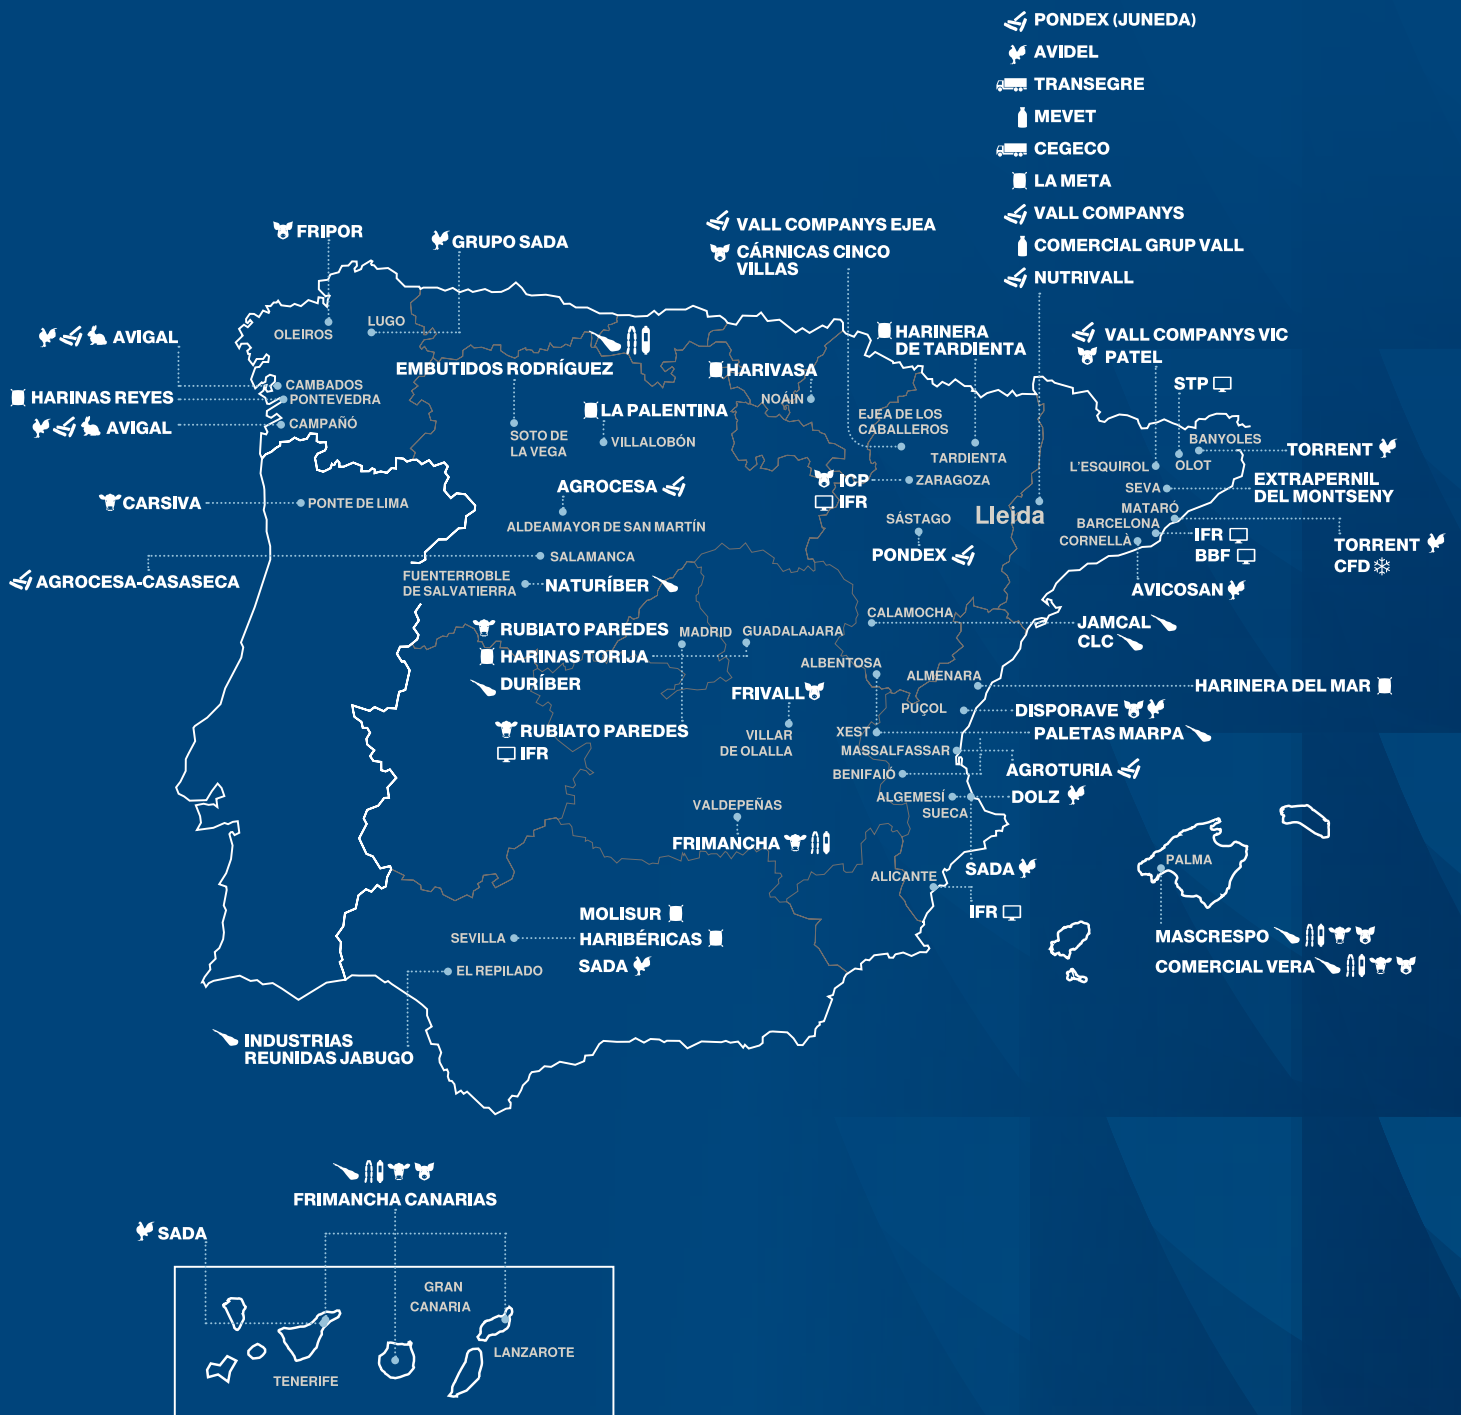 PONDEX (JUNEDA)
AVIDEL
TRANSEGRE
MEVET
CEGECO
LA META
VALL COMPANYS
COMERCIAL GRUP VALL
NUTRIVALL
VALL COMPANYS EJEA
CÁRNICAS CINCO
VILLAS
FRIPOR
GRUPO SADA
OLEIROS
LUGO
AVIGAL
CAMBADOS
HARINAS REYES
PONTEVEDRA
AVIGAL
CAMPAÑÓ
EMBUTIDOS RODRÍGUEZ
SOTO DE
LA VEGA
LA PALENTINA
VILLALOBÓN
HARIVASA
NOÁIN
HARINERA
DE TARDIENTA
EJEA DE LOS
CABALLEROS
TARDIENTA
VALL COMPANYS VIC
PATEL
STP
BANYOLES
TORRENT
L'ESQUIROL
OLOT
SEVA
EXTRAPERNIL
DEL MONTSENY
MATARÓ
BARCELONA
CORNELLÀ
IFR
BBF
TORRENT
CFD
AVICOSAN
CARSIVA
PONTE DE LIMA
AGROCESA
ALDEAMAYOR DE SAN MARTÍN
ICP
IFR
ZARAGOZA
SÁSTAGO
Lleida
PONDEX
SALAMANCA
AGROCESA-CASASECA
FUENTERROBLE
DE SALVATIERRA
NATURÍBER
CALAMOCHA
JAMCAL
CLC
RUBIATO PAREDES
HARINAS TORIJA
DURÍBER
MADRID
GUADALAJARA
ALBENTOSA
ALMENARA
HARINERA DEL MAR
FRIVALL
PUÇOL
DISPORAVE
RUBIATO PAREDES
IFR
VILLAR
DE OLALLA
XEST
PALETAS MARPA
MASSALFASSAR
BENIFAIÓ
AGROTURIA
ALGEMESÍ
SUECA
DOLZ
VALDEPEÑAS
FRIMANCHA
SADA
ALICANTE
IFR
PALMA
MASCRESPO
COMERCIAL VERA
MOLISUR
SEVILLA
HARIBÉRICAS
SADA
EL REPILADO
INDUSTRIAS
REUNIDAS JABUGO
FRIMANCHA CANARIAS
SADA
GRAN
CANARIA
LANZAROTE
TENERIFE